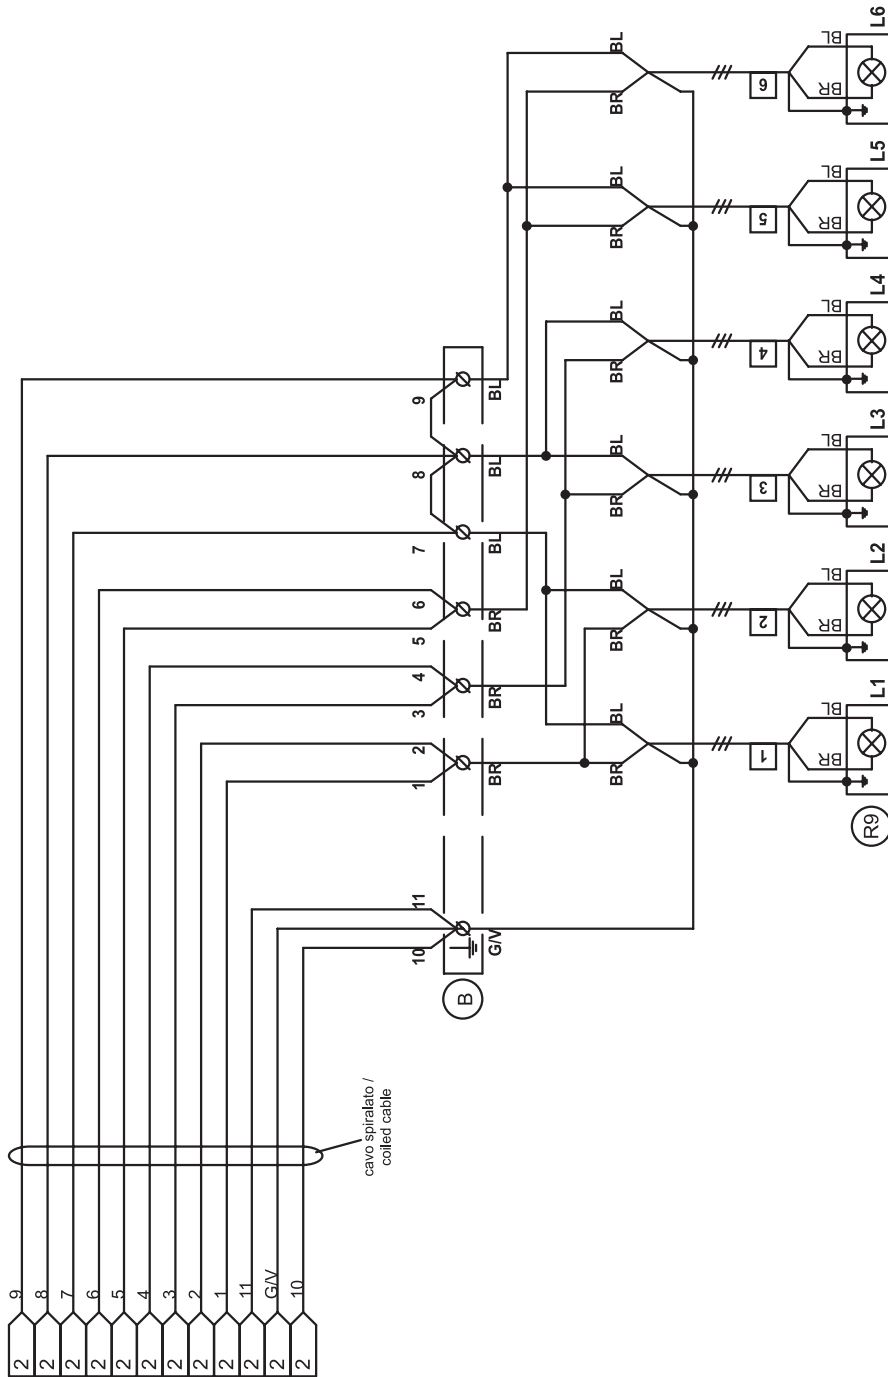 2 9
2 8
2 7
2 6
2 5
2 4
2 3
2 2
2 1
2 11
2 G/V
2 10
cavo spiralato /
coiled cable
10 11 1 2 3 4 5 6 7 8 9
B
G/V BR BR BR BL BL BL
BR BL BR BL BR BL BR BL BR BL BR BL
1 2 3 4 5 6
BR BL BR BL BR BL BR BL BR BL BR BL
R9
L1 L2 L3 L4 L5 L6